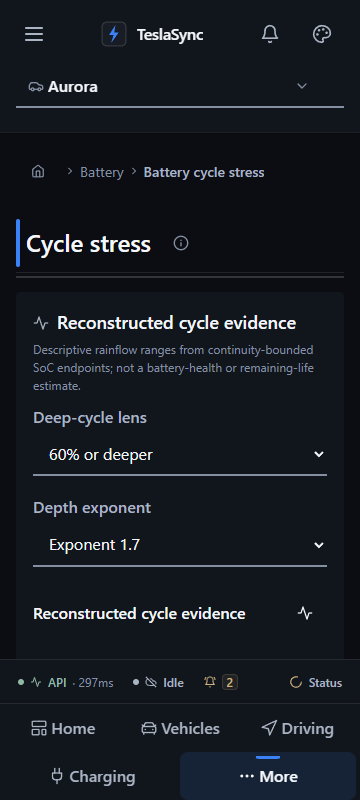 TeslaSync
Aurora
Battery
Battery cycle stress
Cycle stress
Reconstructed cycle evidence
Descriptive rainflow ranges from continuity-bounded
SoC endpoints; not a battery-health or remaining-life
estimate.
Deep-cycle lens
60% or deeper
Depth exponent
Exponent 1.7
Reconstructed cycle evidence
API · 297ms Idle 2 Status
Home Vehicles Driving
Charging More